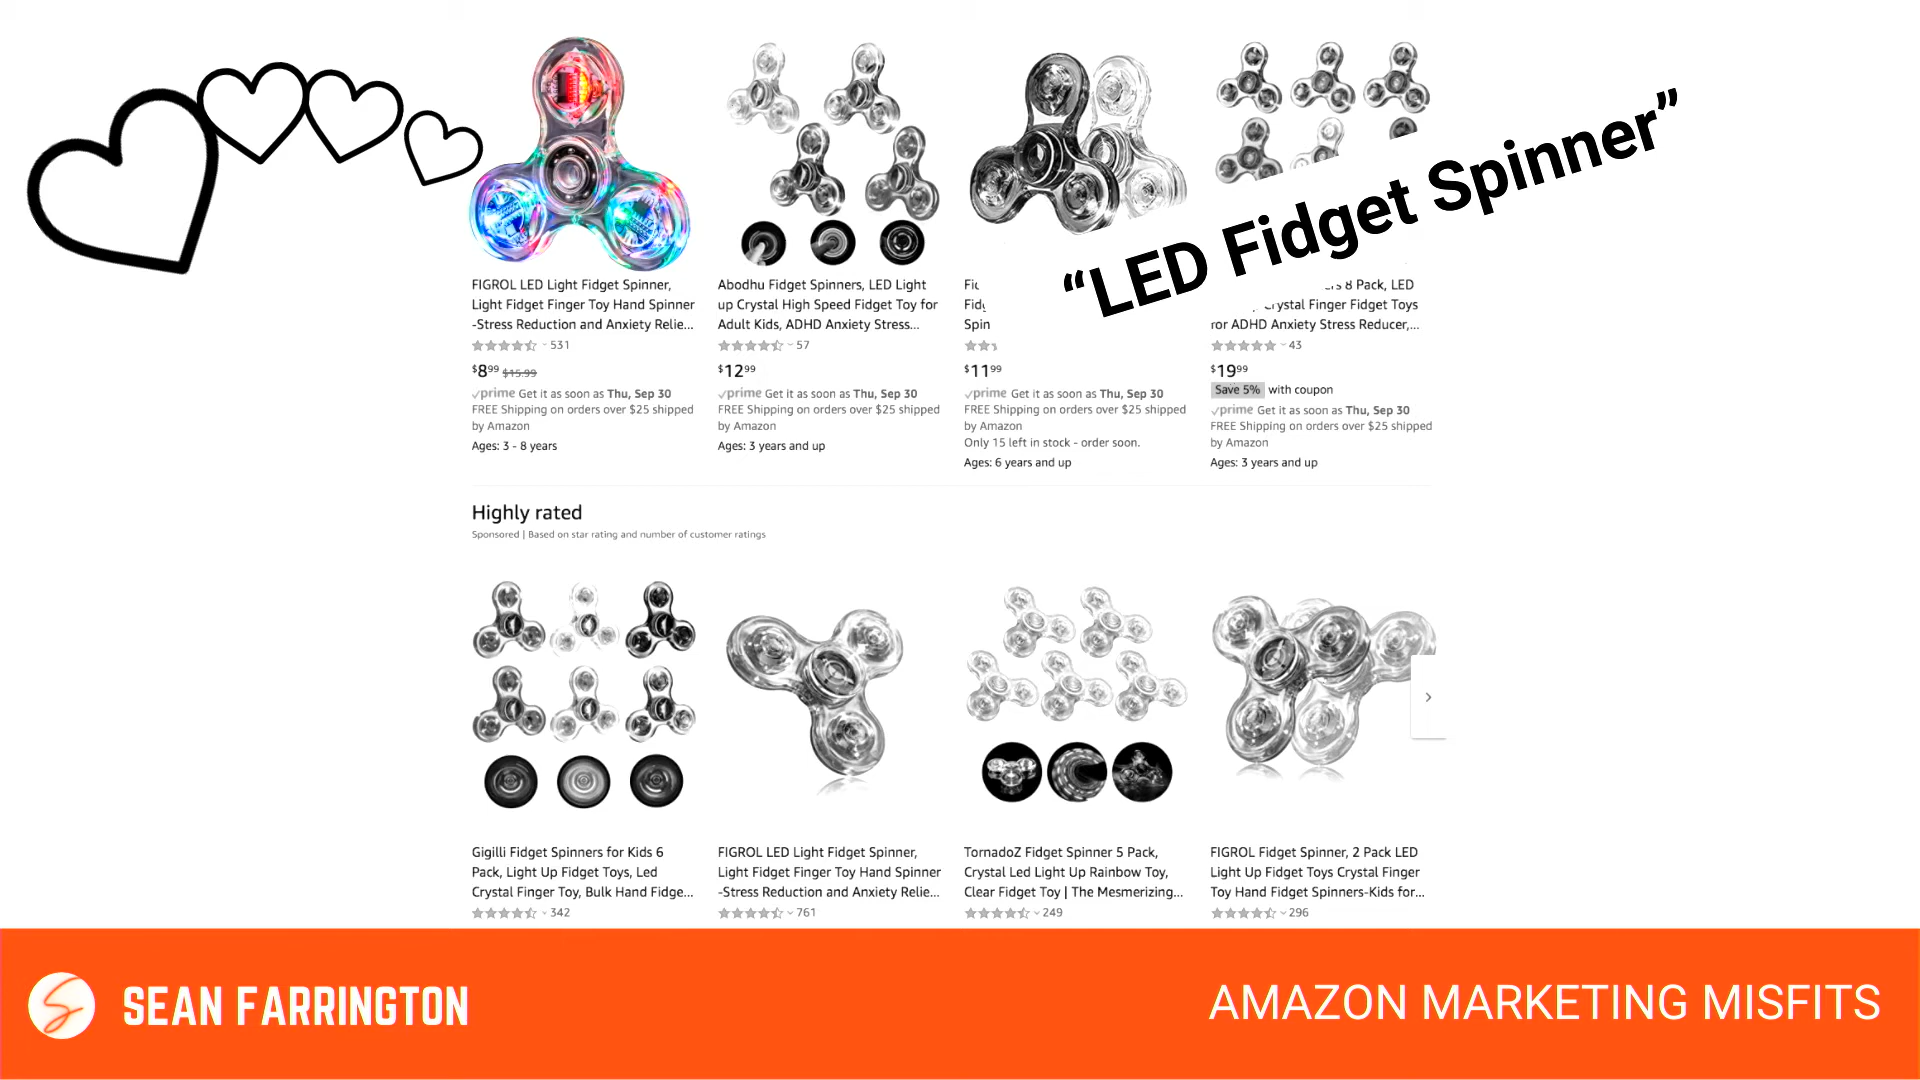 “LED Fidget Spinner”
FIGROL LED Light Fidget Spinner,
Light Fidget Finger Toy Hand Spinner
-Stress Reduction and Anxiety Relie...
531
$8.99 $15.99
prime Get it as soon as Thu, Sep 30
FREE Shipping on orders over $25 shipped
by Amazon
Ages: 3 - 8 years
Abodhu Fidget Spinners, LED Light
up Crystal High Speed Fidget Toy for
Adult Kids, ADHD Anxiety Stress...
57
$12.99
prime Get it as soon as Thu, Sep 30
FREE Shipping on orders over $25 shipped
by Amazon
Ages: 3 years and up
Spin
$11.99
prime Get it as soon as Thu, Sep 30
FREE Shipping on orders over $25 shipped
by Amazon
Only 15 left in stock - order soon.
Ages: 6 years and up
8 Pack, LED
Crystal Finger Fidget Toys
for ADHD Anxiety Stress Reducer,...
43
$19.99
Save 5% with coupon
prime Get it as soon as Thu, Sep 30
FREE Shipping on orders over $25 shipped
by Amazon
Ages: 3 years and up
Highly rated
Sponsored | Based on star rating and number of customer ratings
Gigilli Fidget Spinners for Kids 6
Pack, Light Up Fidget Toys, Led
Crystal Finger Toy, Bulk Hand Fidge...
342
FIGROL LED Light Fidget Spinner,
Light Fidget Finger Toy Hand Spinner
-Stress Reduction and Anxiety Relie...
761
TornadoZ Fidget Spinner 5 Pack,
Crystal Led Light Up Rainbow Toy,
Clear Fidget Toy | The Mesmerizing...
249
FIGROL Fidget Spinner, 2 Pack LED
Light Up Fidget Toys Crystal Finger
Toy Hand Fidget Spinners-Kids for...
296
SEAN FARRINGTON
AMAZON MARKETING MISFITS